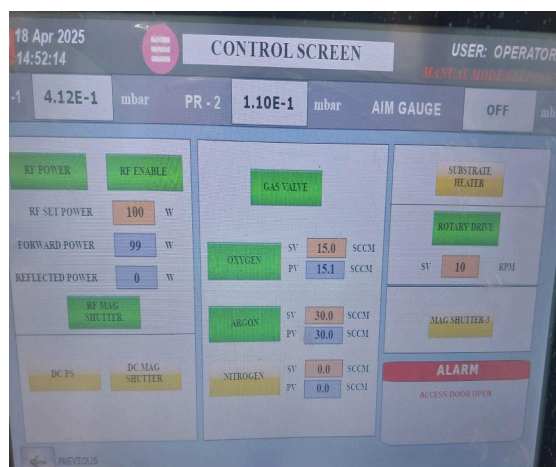 18 Apr 2025
14:52:14
CONTROL SCREEN
USER: OPERATOR
MANUAL MODE
-1 4.12E-1 mbar PR - 2 1.10E-1 mbar AIM GAUGE OFF mb
RF POWER RF ENABLE
RF SET POWER 100 W
FORWARD POWER 99 W
REFLECTED POWER 0 W
RF MAG
SHUTTER
DC PS
DC MAG
SHUTTER
GAS VALVE
OXYGEN
SV 15.0 SCCM
PV 15.1 SCCM
ARGON
SV 30.0 SCCM
PV 30.0 SCCM
NITROGEN
SV 0.0 SCCM
PV 0.0 SCCM
SUBSTRATE
HEATER
ROTARY DRIVE
SV 10 RPM
MAG SHUTTER-3
ALARM
ACCESS DOOR OPEN
PREVIOUS